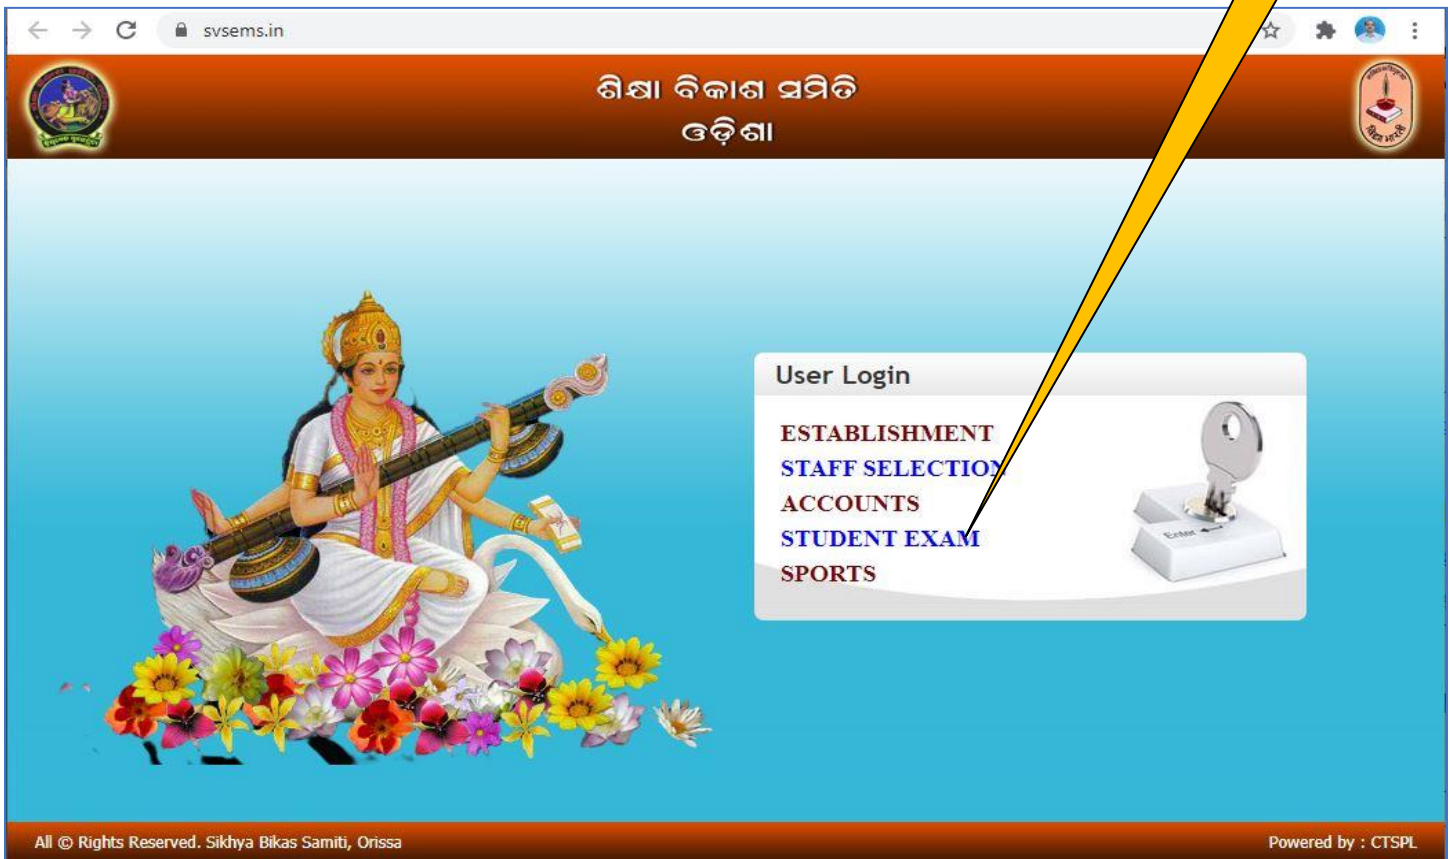 svsems.in
ଶିକ୍ଷା ବିକାଶ ସମିତି
ଓଡ଼ିଶା
User Login
ESTABLISHMENT
STAFF SELECTION
ACCOUNTS
STUDENT EXAM
SPORTS
Enter
All © Rights Reserved. Sikhya Bikas Samiti, Orissa
Powered by : CTSPL